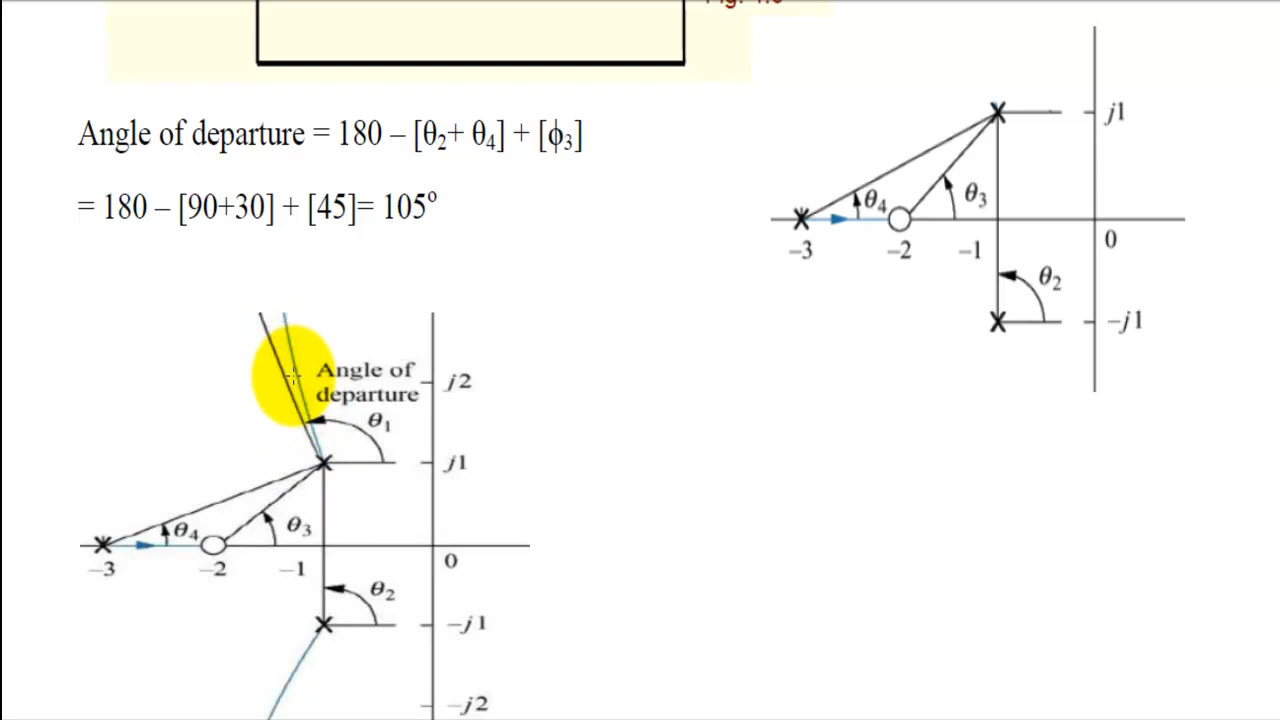 Angle of departure = 180 – [θ2+ θ4] + [ϕ3]
= 180 – [90+30] + [45]= 105º
j1
θ4
θ3
–3
–2
–1
0
θ2
–j1
Angle of
departure
j2
θ1
j1
θ4
θ3
–3
–2
–1
0
θ2
–j1
–j2